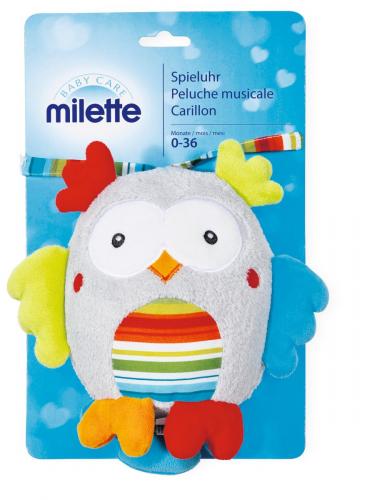 BABY CARE
milette
Spieluhr
Peluche musicale
Carillon
Monate / mois / mesi
0-36